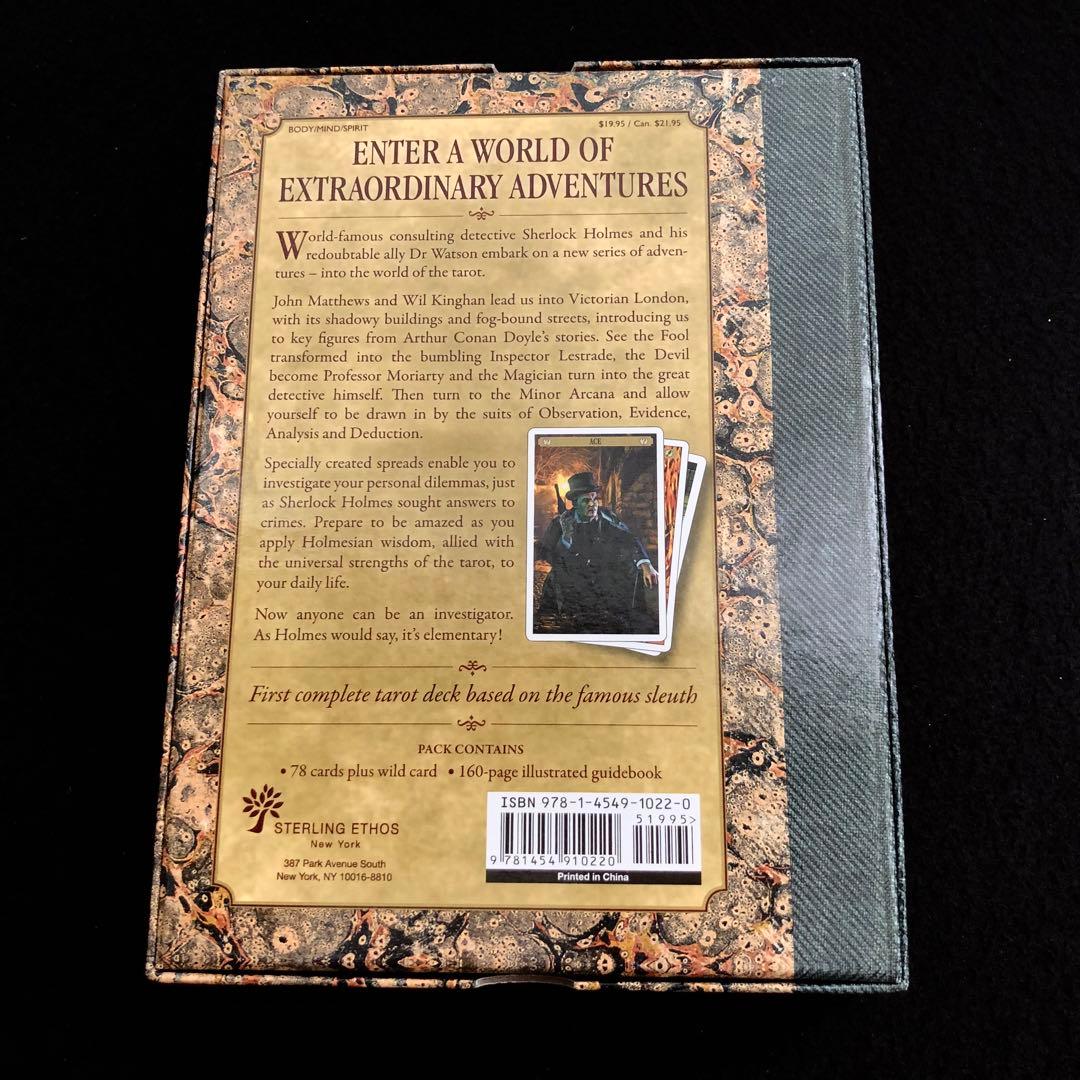 BODY/MIND/SPIRIT
$19.95 / Can. $21.95
ENTER A WORLD OF
EXTRAORDINARY ADVENTURES
World-famous consulting detective Sherlock Holmes and his
redoubtable ally Dr Watson embark on a new series of adven-
tures – into the world of the tarot.
John Matthews and Wil Kinghan lead us into Victorian London,
with its shadowy buildings and fog-bound streets, introducing us
to key figures from Arthur Conan Doyle's stories. See the Fool
transformed into the bumbling Inspector Lestrade, the Devil
become Professor Moriarty and the Magician turn into the great
detective himself. Then turn to the Minor Arcana and allow
yourself to be drawn in by the suits of Observation, Evidence,
Analysis and Deduction.
ACE
Specially created spreads enable you to
investigate your personal dilemmas, just
as Sherlock Holmes sought answers to
crimes. Prepare to be amazed as you
apply Holmesian wisdom, allied with
the universal strengths of the tarot, to
your daily life.
Now anyone can be an investigator.
As Holmes would say, it's elementary!
First complete tarot deck based on the famous sleuth
PACK CONTAINS
• 78 cards plus wild card • 160-page illustrated guidebook
STERLING ETHOS
New York
387 Park Avenue South
New York, NY 10016-8810
ISBN 978-1-4549-1022-0
51995>
9 781454 910220
Printed in China